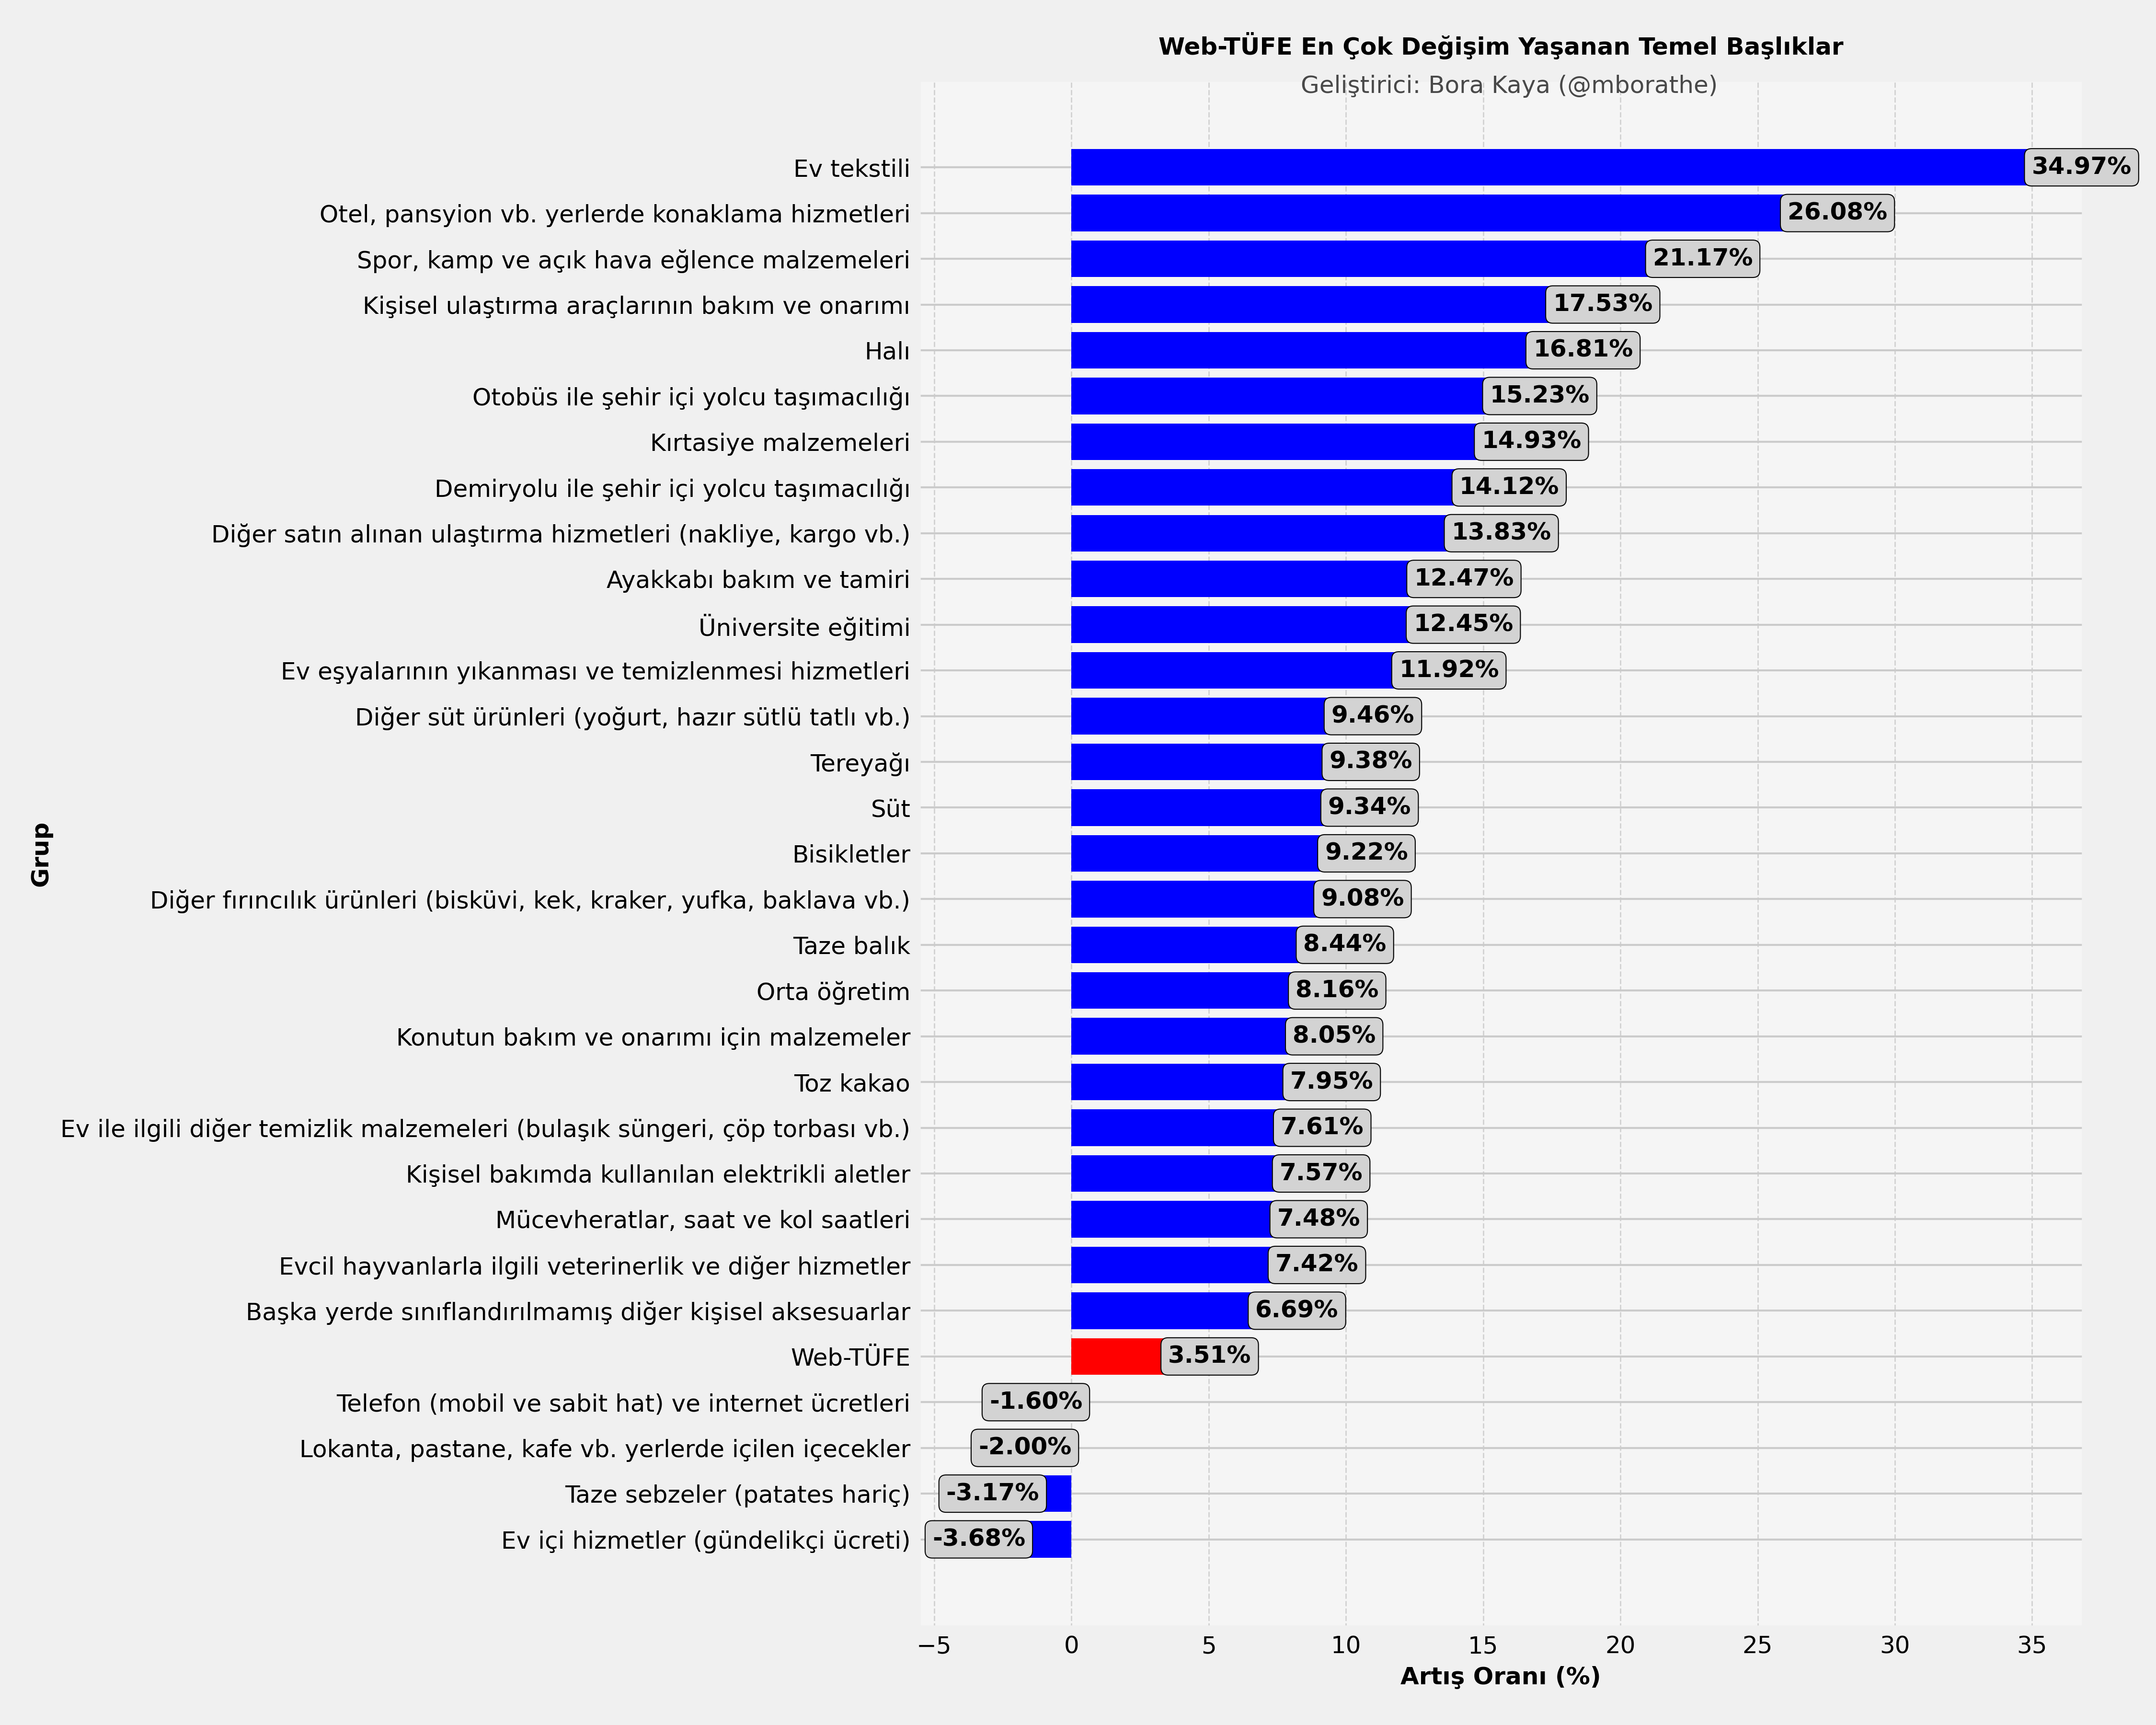 Web-TÜFE En Çok Değişim Yaşanan Temel Başlıklar
Geliştirici: Bora Kaya (@mborathe)
Ev tekstili 34.97%
Otel, pansyion vb. yerlerde konaklama hizmetleri 26.08%
Spor, kamp ve açık hava eğlence malzemeleri 21.17%
Kişisel ulaştırma araçlarının bakım ve onarımı 17.53%
Halı 16.81%
Otobüs ile şehir içi yolcu taşımacılığı 15.23%
Kırtasiye malzemeleri 14.93%
Demiryolu ile şehir içi yolcu taşımacılığı 14.12%
Diğer satın alınan ulaştırma hizmetleri (nakliye, kargo vb.) 13.83%
Ayakkabı bakım ve tamiri 12.47%
Üniversite eğitimi 12.45%
Ev eşyalarının yıkanması ve temizlenmesi hizmetleri 11.92%
Diğer süt ürünleri (yoğurt, hazır sütlü tatlı vb.) 9.46%
Tereyağı 9.38%
Süt 9.34%
Bisikletler 9.22%
Diğer fırıncılık ürünleri (bisküvi, kek, kraker, yufka, baklava vb.) 9.08%
Taze balık 8.44%
Orta öğretim 8.16%
Konutun bakım ve onarımı için malzemeler 8.05%
Toz kakao 7.95%
Ev ile ilgili diğer temizlik malzemeleri (bulaşık süngeri, çöp torbası vb.) 7.61%
Kişisel bakımda kullanılan elektrikli aletler 7.57%
Mücevheratlar, saat ve kol saatleri 7.48%
Evcil hayvanlarla ilgili veterinerlik ve diğer hizmetler 7.42%
Başka yerde sınıflandırılmamış diğer kişisel aksesuarlar 6.69%
Web-TÜFE 3.51%
Telefon (mobil ve sabit hat) ve internet ücretleri -1.60%
Lokanta, pastane, kafe vb. yerlerde içilen içecekler -2.00%
Taze sebzeler (patates hariç) -3.17%
Ev içi hizmetler (gündelikçi ücreti) -3.68%
Grup
−5 0 5 10 15 20 25 30 35
Artış Oranı (%)